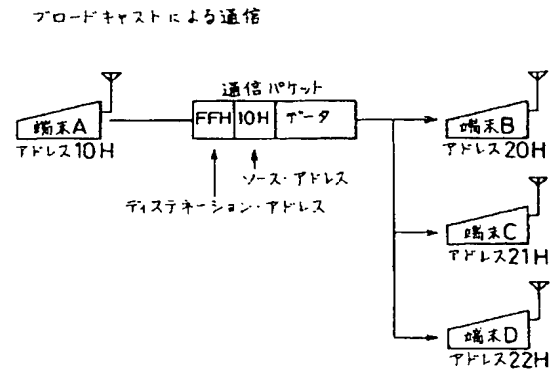 ブロードキャストによる通信
通信パケット
端末A
アドレス10H
FFH 10H データ
ソース・アドレス
ディステネーション・アドレス
端末B
アドレス20H
端末C
アドレス21H
端末D
アドレス22H